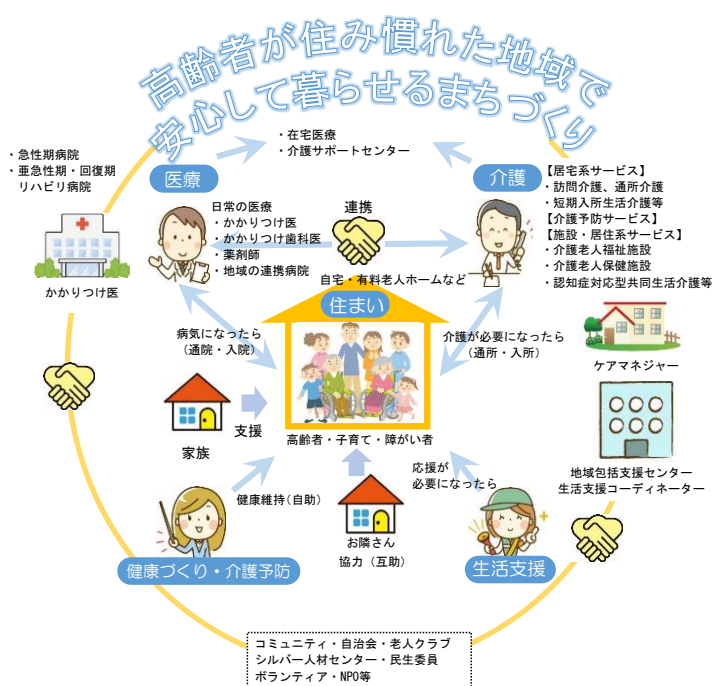 高齢者が住み慣れた地域で
安心して暮らせるまちづくり
・急性期病院
・亜急性期・回復期
リハビリ病院
かかりつけ医
医療
・在宅医療
・介護サポートセンター
介護
【居宅系サービス】
・訪問介護、通所介護
・短期入所生活介護等
【介護予防サービス】
【施設・居住系サービス】
・介護老人福祉施設
・介護老人保健施設
・認知症対応型共同生活介護等
日常の医療
・かかりつけ医
・かかりつけ歯科医
・薬剤師
・地域の連携病院
連携
自宅・有料老人ホームなど
住まい
病気になったら
（通院・入院）
介護が必要になったら
（通所・入所）
ケアマネジャー
家族
支援
高齢者・子育て・障がい者
地域包括支援センター
生活支援コーディネーター
健康維持(自助)
応援が
必要になったら
お隣さん
協力（互助）
健康づくり・介護予防
生活支援
コミュニティ・自治会・老人クラブ
シルバー人材センター・民生委員
ボランティア・NPO等